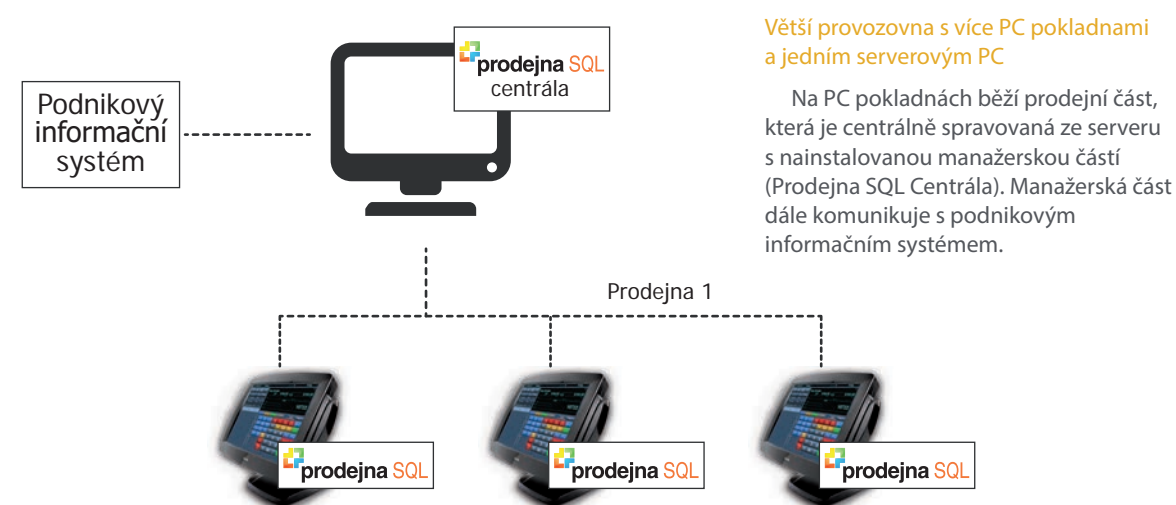 Podnikový
informační
systém
prodejna SQL
centrála
Větší provozovna s více PC pokladnami
a jedním serverovým PC
Na PC pokladnách běží prodejní část,
která je centrálně spravovaná ze serveru
s nainstalovanou manažerskou částí
(Prodejna SQL Centrála). Manažerská část
dále komunikuje s podnikovým
informačním systémem.
Prodejna 1
prodejna SQL
prodejna SQL
prodejna SQL